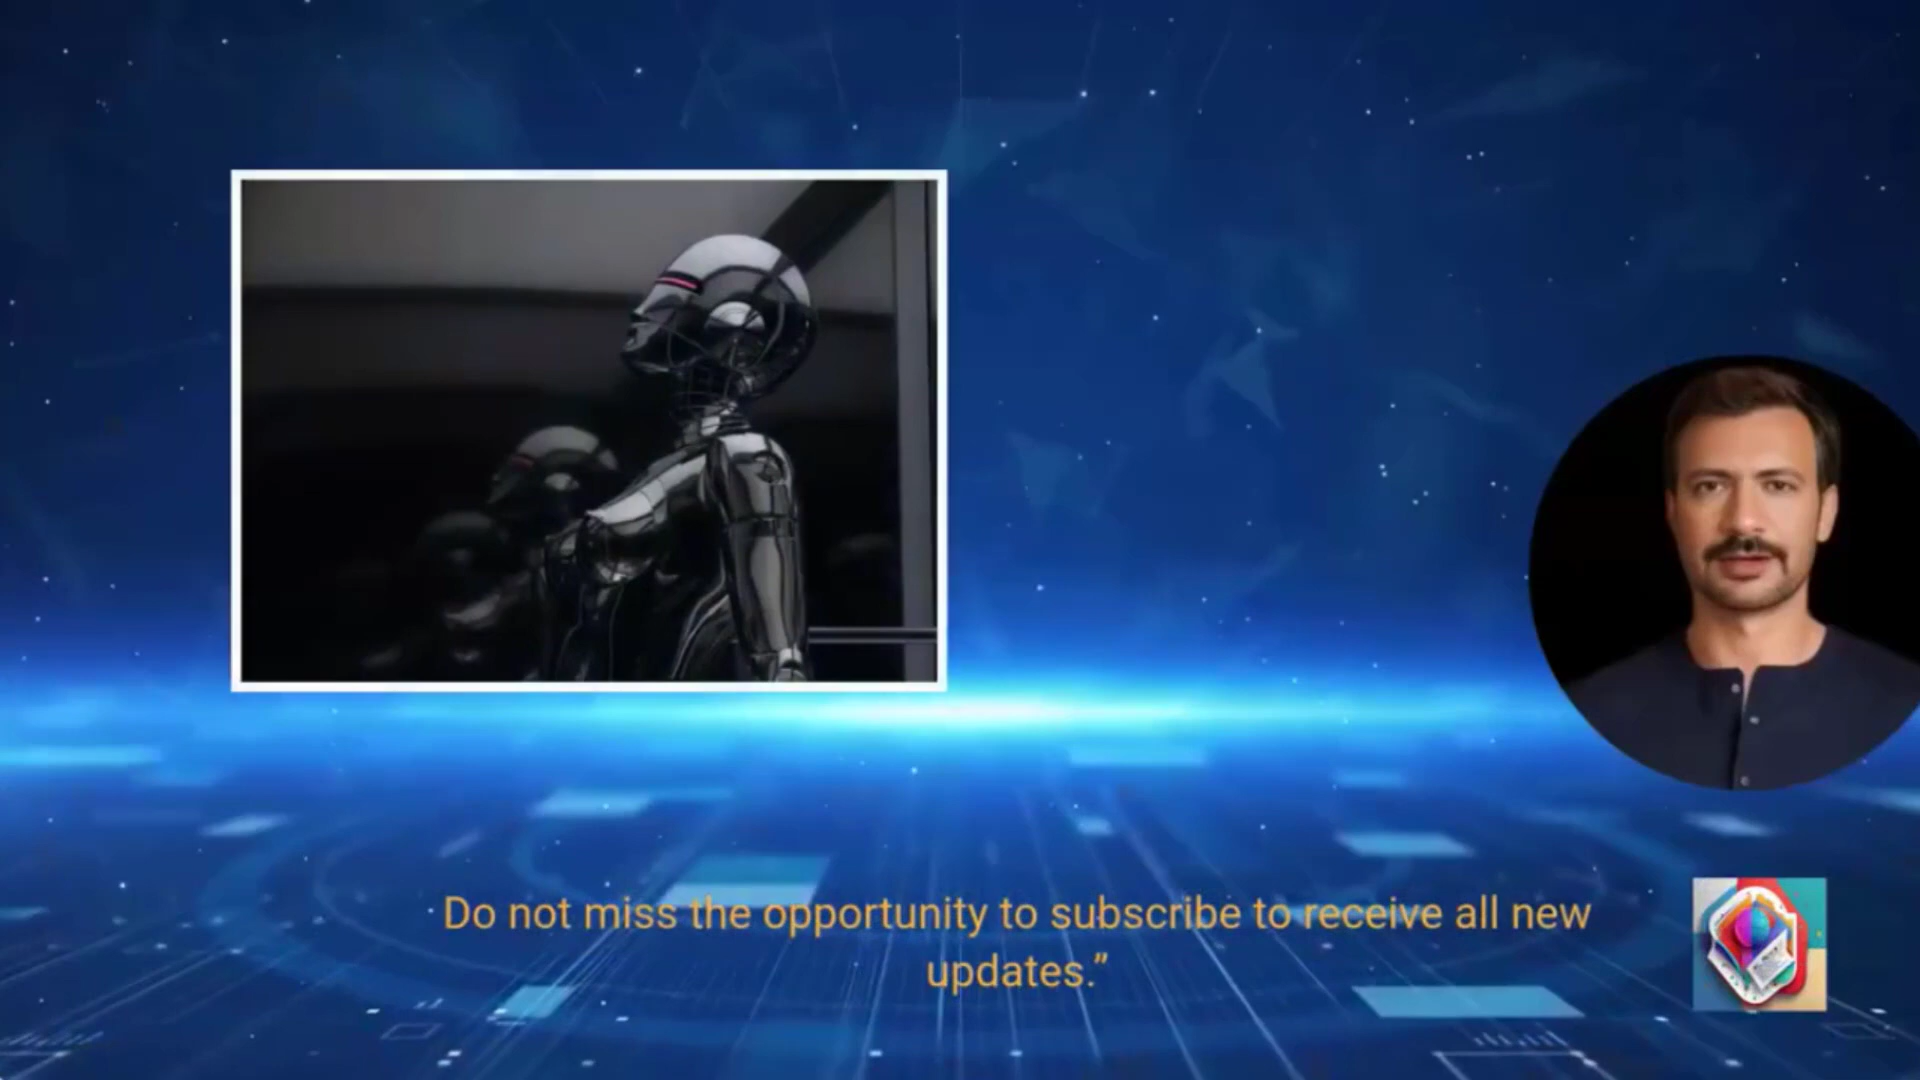 Do not miss the opportunity to subscribe to receive all new
updates.”